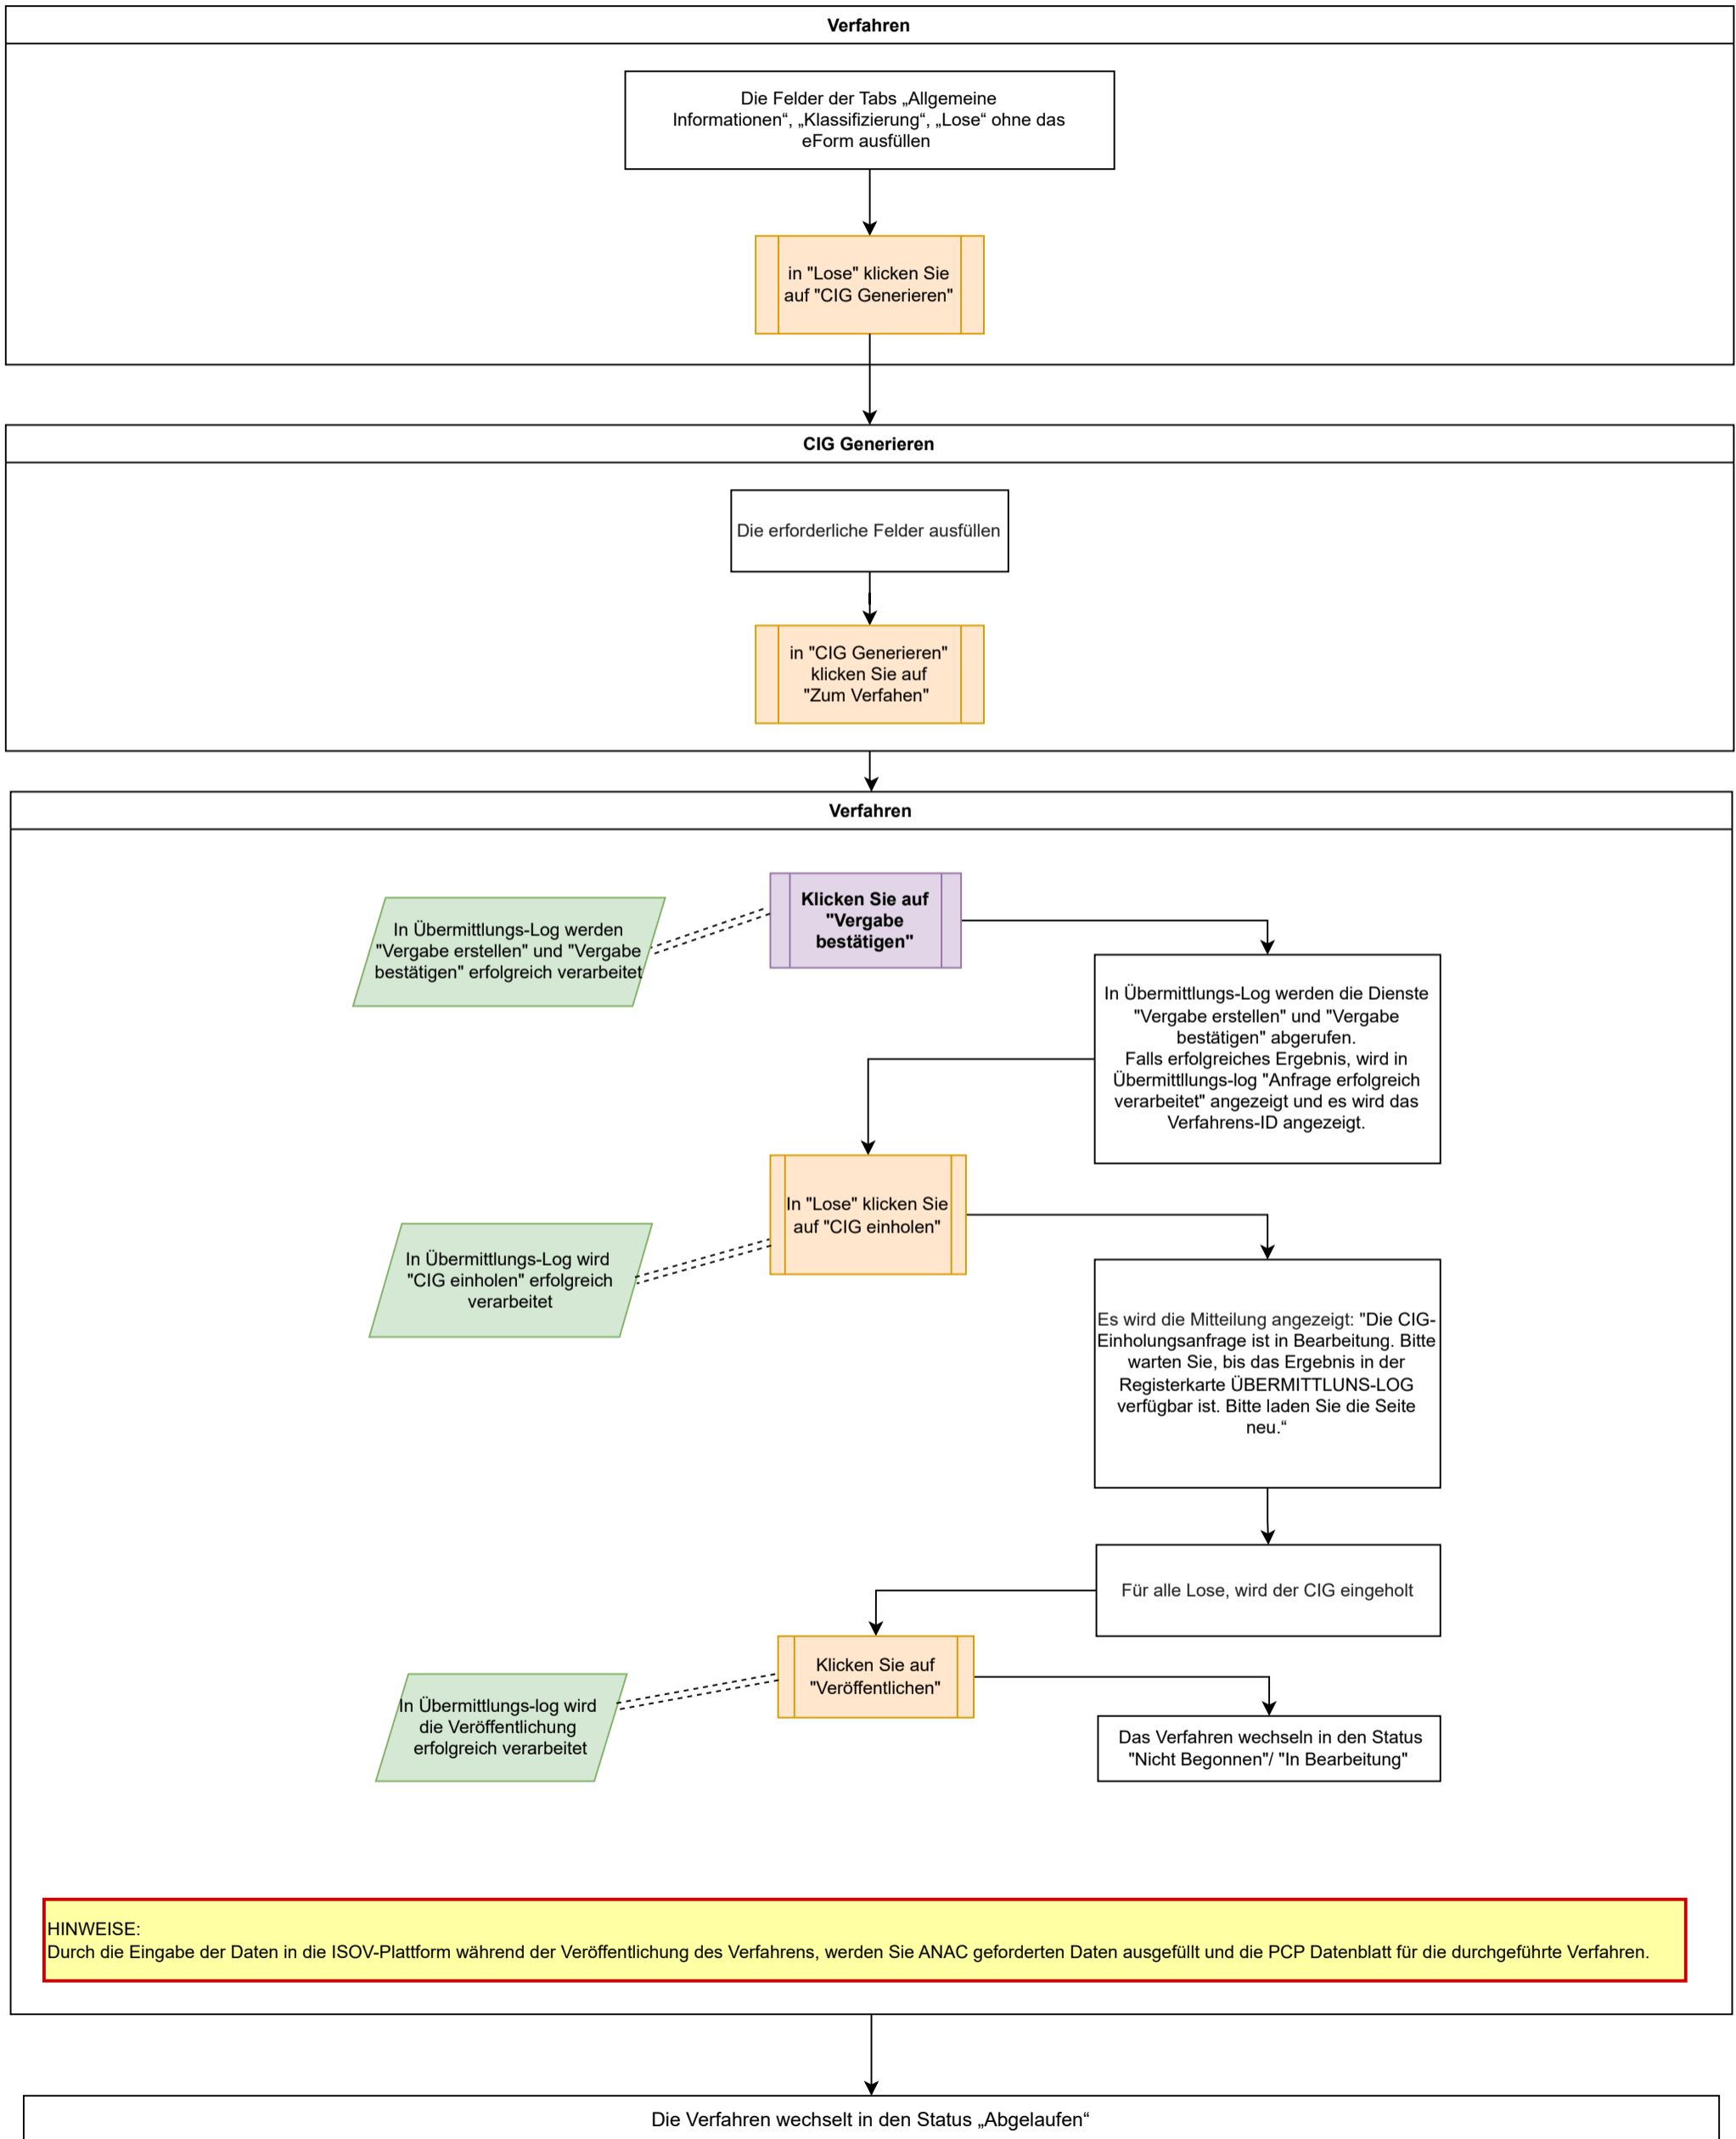 Verfahren
Die Felder der Tabs „Allgemeine
Informationen“, „Klassifizierung“, „Lose“ ohne das
eForm ausfüllen
in "Lose" klicken Sie
auf "CIG Generieren"
CIG Generieren
Die erforderliche Felder ausfüllen
in "CIG Generieren"
klicken Sie auf
"Zum Verfahen"
Verfahren
Klicken Sie auf
"Vergabe
bestätigen"
In Übermittlungs-Log werden
"Vergabe erstellen" und "Vergabe
bestätigen" erfolgreich verarbeitet
In Übermittlungs-Log werden die Dienste
"Vergabe erstellen" und "Vergabe
bestätigen" abgerufen.
Falls erfolgreiches Ergebnis, wird in
Übermittllungs-log "Anfrage erfolgreich
verarbeitet" angezeigt und es wird das
Verfahrens-ID angezeigt.
In "Lose" klicken Sie
auf "CIG einholen"
In Übermittlungs-Log wird
"CIG einholen" erfolgreich
verarbeitet
Es wird die Mitteilung angezeigt: "Die CIG-
Einholungsanfrage ist in Bearbeitung. Bitte
warten Sie, bis das Ergebnis in der
Registerkarte ÜBERMITTLUNS-LOG
verfügbar ist. Bitte laden Sie die Seite
neu.“
Für alle Lose, wird der CIG eingeholt
Klicken Sie auf
"Veröffentlichen"
In Übermittlungs-log wird
die Veröffentlichung
erfolgreich verarbeitet
Das Verfahren wechseln in den Status
"Nicht Begonnen"/ "In Bearbeitung"
HINWEISE:
Durch die Eingabe der Daten in die ISOV-Plattform während der Veröffentlichung des Verfahrens, werden Sie ANAC geforderten Daten ausgefüllt und die PCP Datenblatt für die durchgeführte Verfahren.
Die Verfahren wechselt in den Status „Abgelaufen“